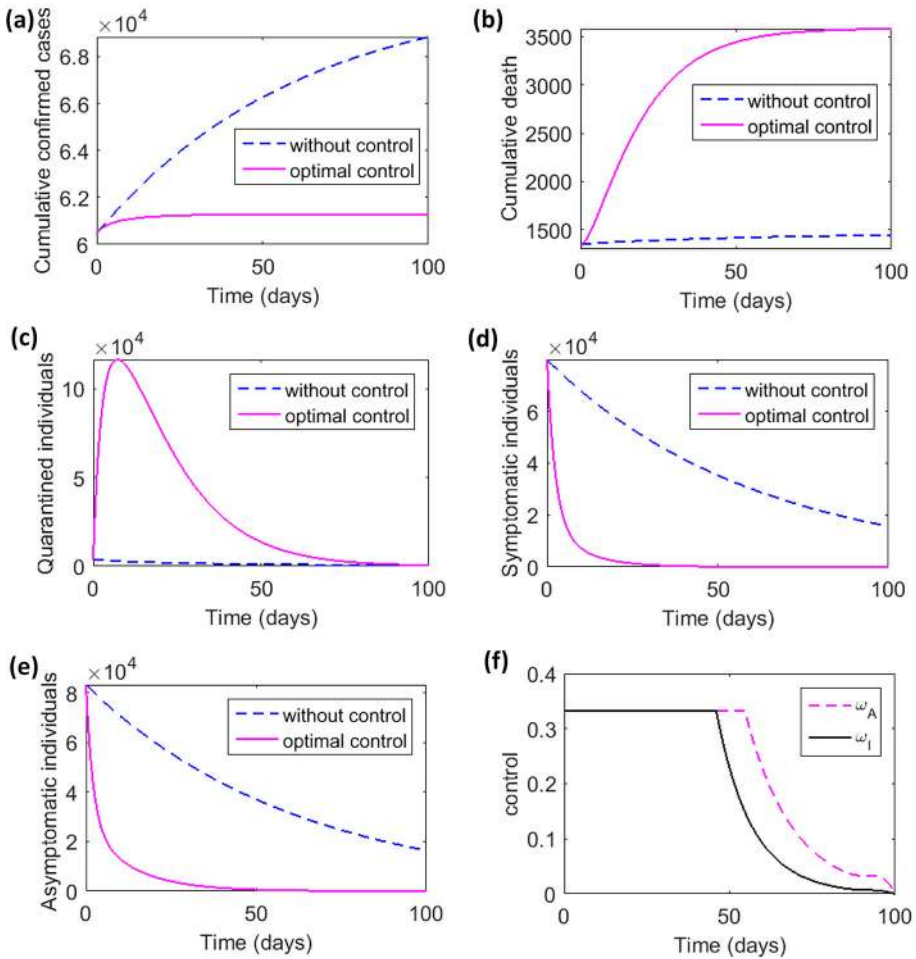 (a)
×10^4
Cumulative confirmed cases
6.8
6.6
6.4
6.2
6
0
50
100
Time (days)
without control
optimal control
(b)
Cumulative death
3500
3000
2500
2000
1500
0
50
100
Time (days)
without control
optimal control
(c)
×10^4
Quarantined individuals
10
5
0
0
50
100
Time (days)
without control
optimal control
(d)
×10^4
Symptomatic individuals
8
6
4
2
0
0
50
100
Time (days)
without control
optimal control
(e)
×10^4
Asymptomatic individuals
8
6
4
2
0
0
50
100
Time (days)
without control
optimal control
(f)
control
0.4
0.3
0.2
0.1
0
0
50
100
Time (days)
ω_A
ω_I